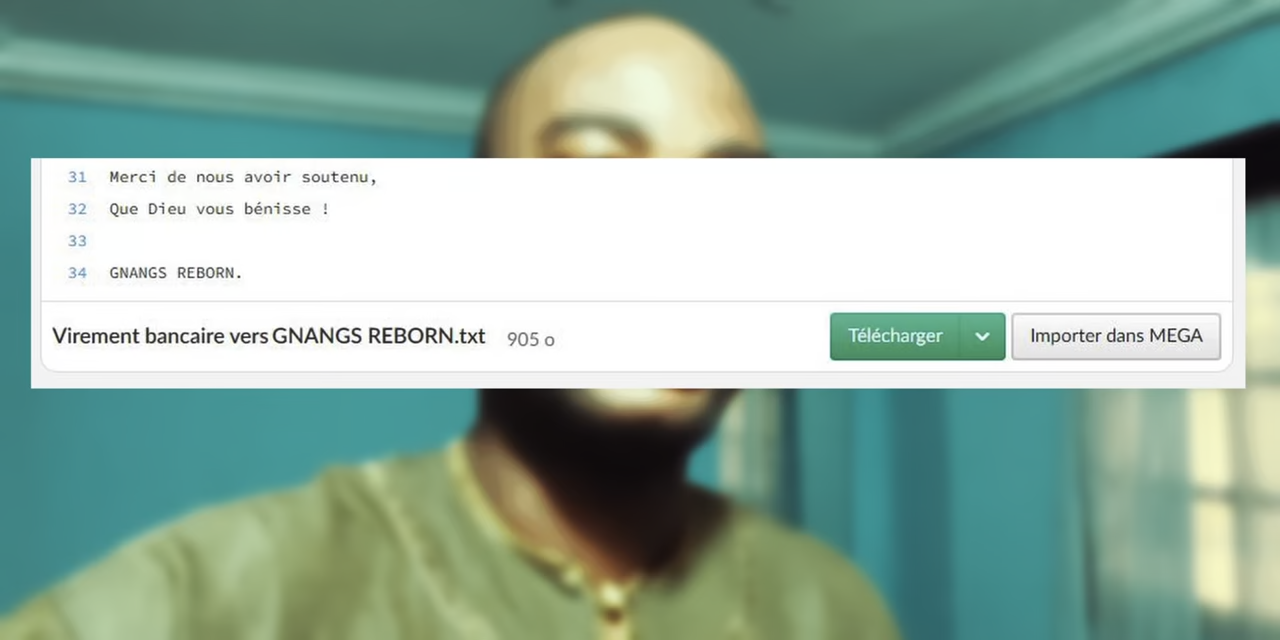 31 Merci de nous avoir soutenu,
32 Que Dieu vous bénisse !
33
34 GNANGS REBORN.
Virement bancaire vers GNANGS REBORN.txt 905 o Télécharger Importer dans MEGA